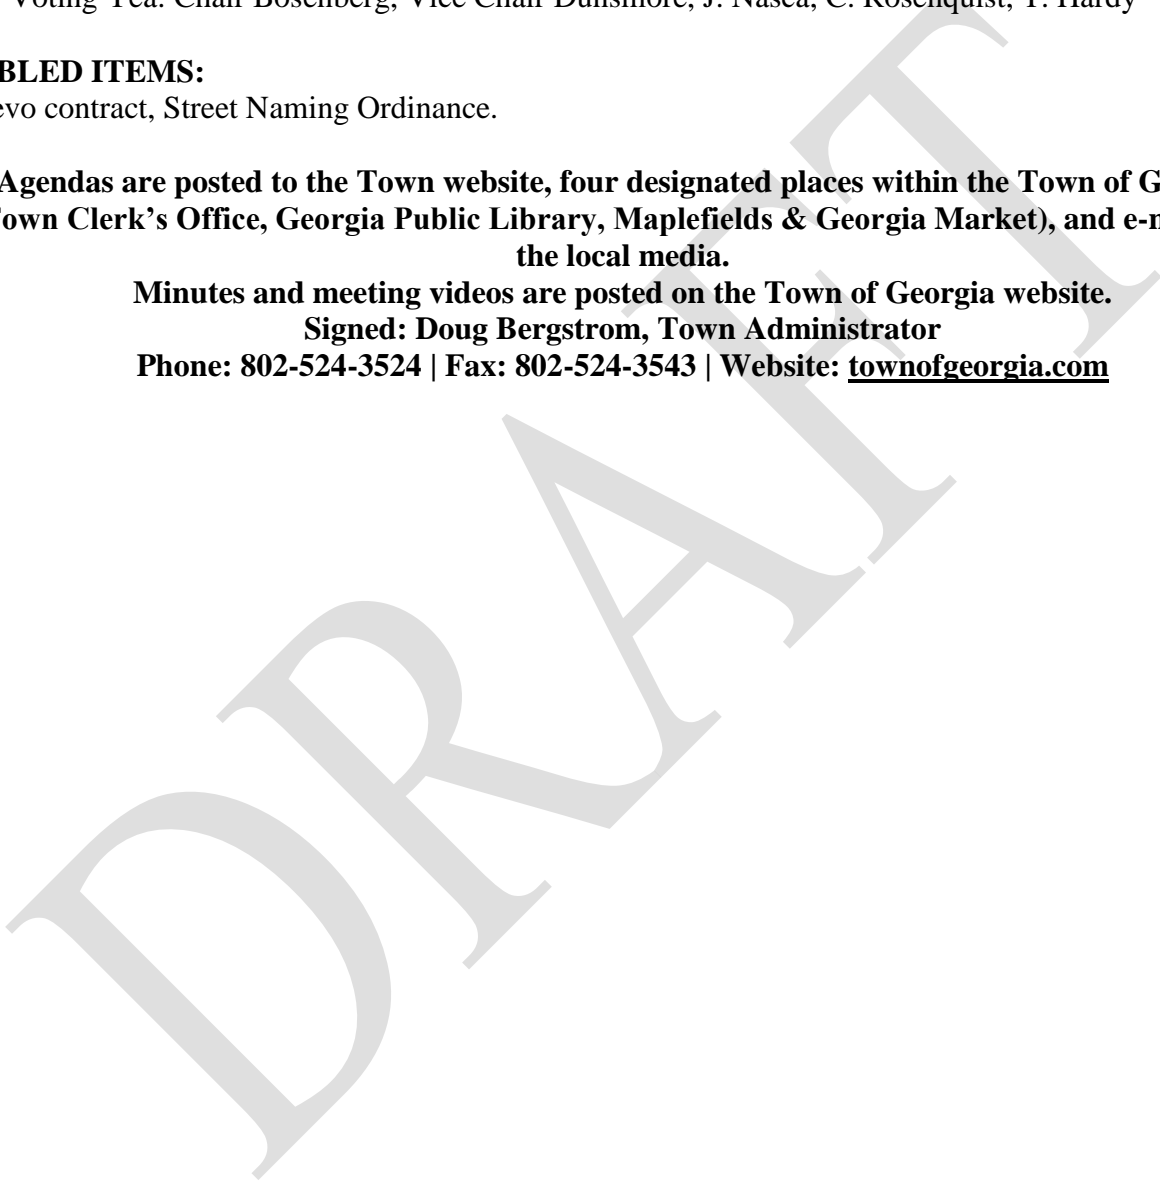 Voting Yea: Chair Bosenberg, Vice Chair Dunsmore, J. Nasca, C. Rosenquist, T. Hardy
BLED ITEMS:
evo contract, Street Naming Ordinance.
Agendas are posted to the Town website, four designated places within the Town of G
own Clerk’s Office, Georgia Public Library, Maplefields & Georgia Market), and e-m
the local media.
Minutes and meeting videos are posted on the Town of Georgia website.
Signed: Doug Bergstrom, Town Administrator
Phone: 802-524-3524 | Fax: 802-524-3543 | Website: townofgeorgia.com
DRAFT